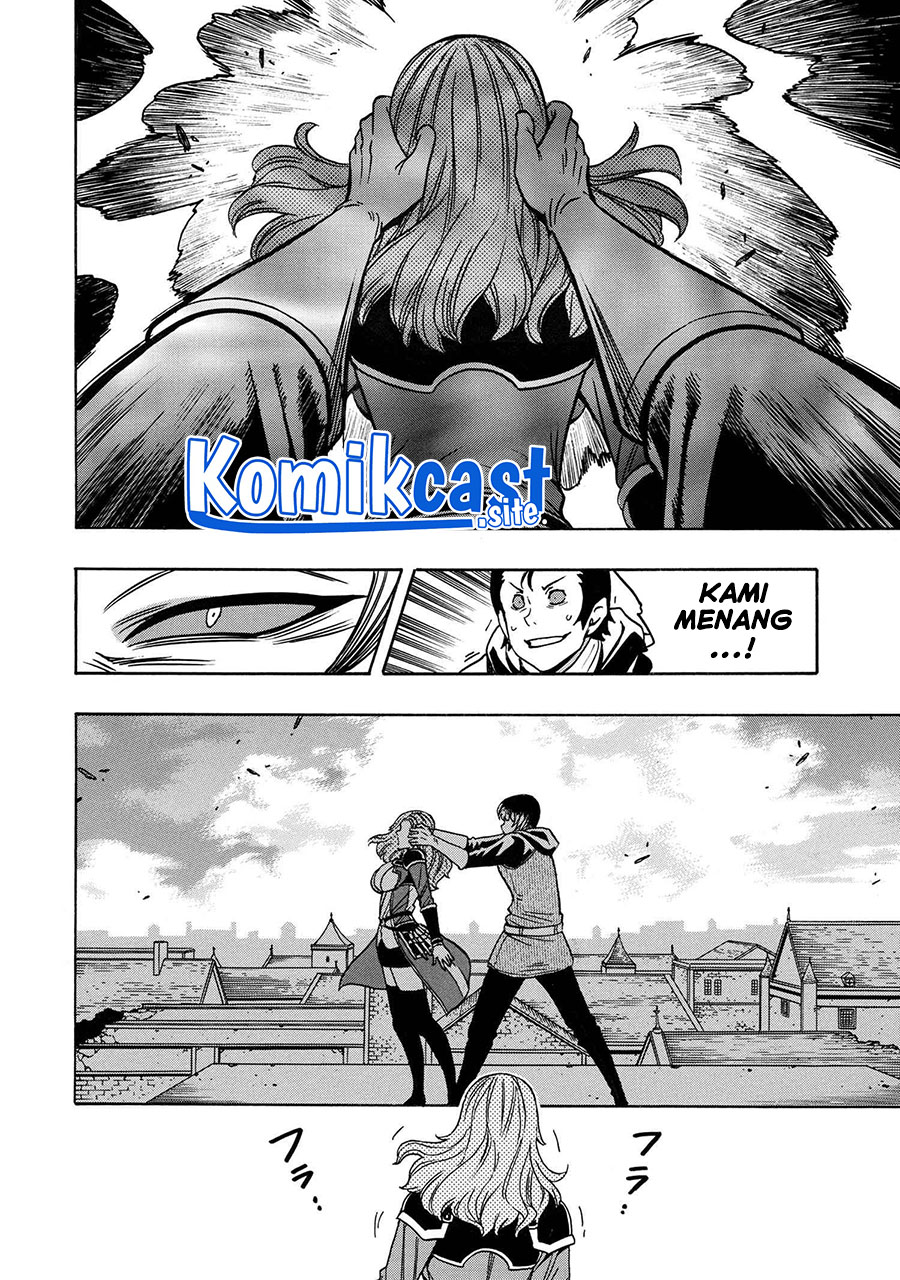 Komikcast
.site
KAMI
MENANG
...!
フラ
フラ..